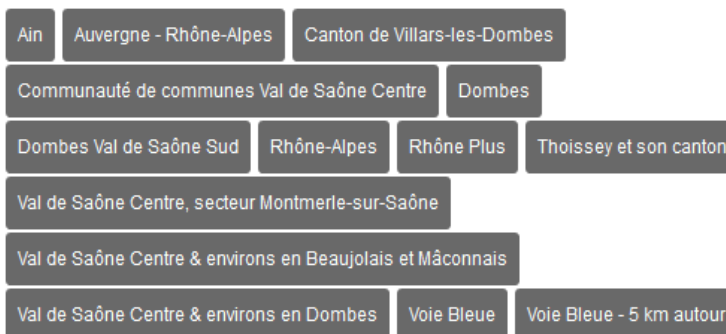 Ain Auvergne - Rhône-Alpes Canton de Villars-les-Dombes
Communauté de communes Val de Saône Centre Dombes
Dombes Val de Saône Sud Rhône-Alpes Rhône Plus Thoissey et son canton
Val de Saône Centre, secteur Montmerle-sur-Saône
Val de Saône Centre & environs en Beaujolais et Mâconnais
Val de Saône Centre & environs en Dombes Voie Bleue Voie Bleue - 5 km autour